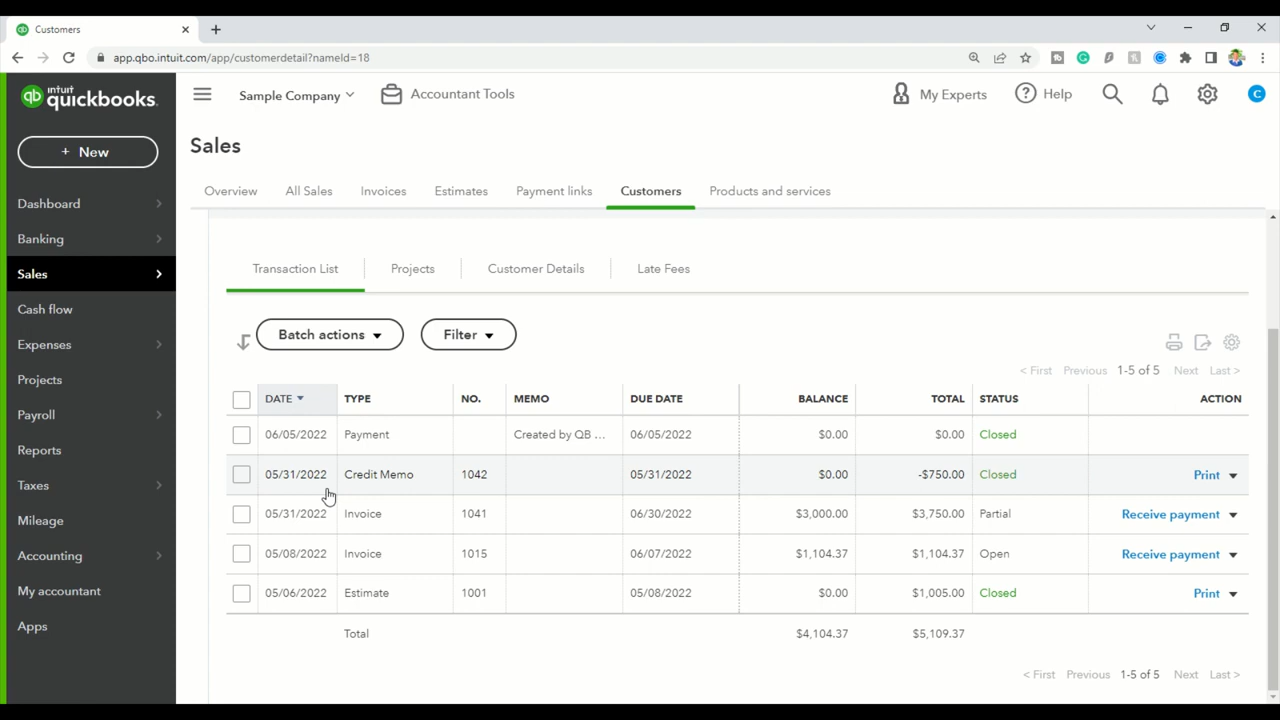 Customers
app.qbo.intuit.com/app/customerdetail?nameId=18
qb intuit quickbooks.
Sample Company
Accountant Tools
My Experts
Help
C
+ New
Dashboard
Banking
Sales
Cash flow
Expenses
Projects
Payroll
Reports
Taxes
Mileage
Accounting
My accountant
Apps
Sales
Overview All Sales Invoices Estimates Payment links Customers Products and services
Transaction List Projects Customer Details Late Fees
Batch actions Filter
< First Previous 1-5 of 5 Next Last >
DATE TYPE NO. MEMO DUE DATE BALANCE TOTAL STATUS ACTION
06/05/2022 Payment Created by QB ... 06/05/2022 $0.00 $0.00 Closed
05/31/2022 Credit Memo 1042 05/31/2022 $0.00 -$750.00 Closed Print
05/31/2022 Invoice 1041 06/30/2022 $3,000.00 $3,750.00 Partial Receive payment
05/08/2022 Invoice 1015 06/07/2022 $1,104.37 $1,104.37 Open Receive payment
05/06/2022 Estimate 1001 05/08/2022 $0.00 $1,005.00 Closed Print
Total $4,104.37 $5,109.37
< First Previous 1-5 of 5 Next Last >